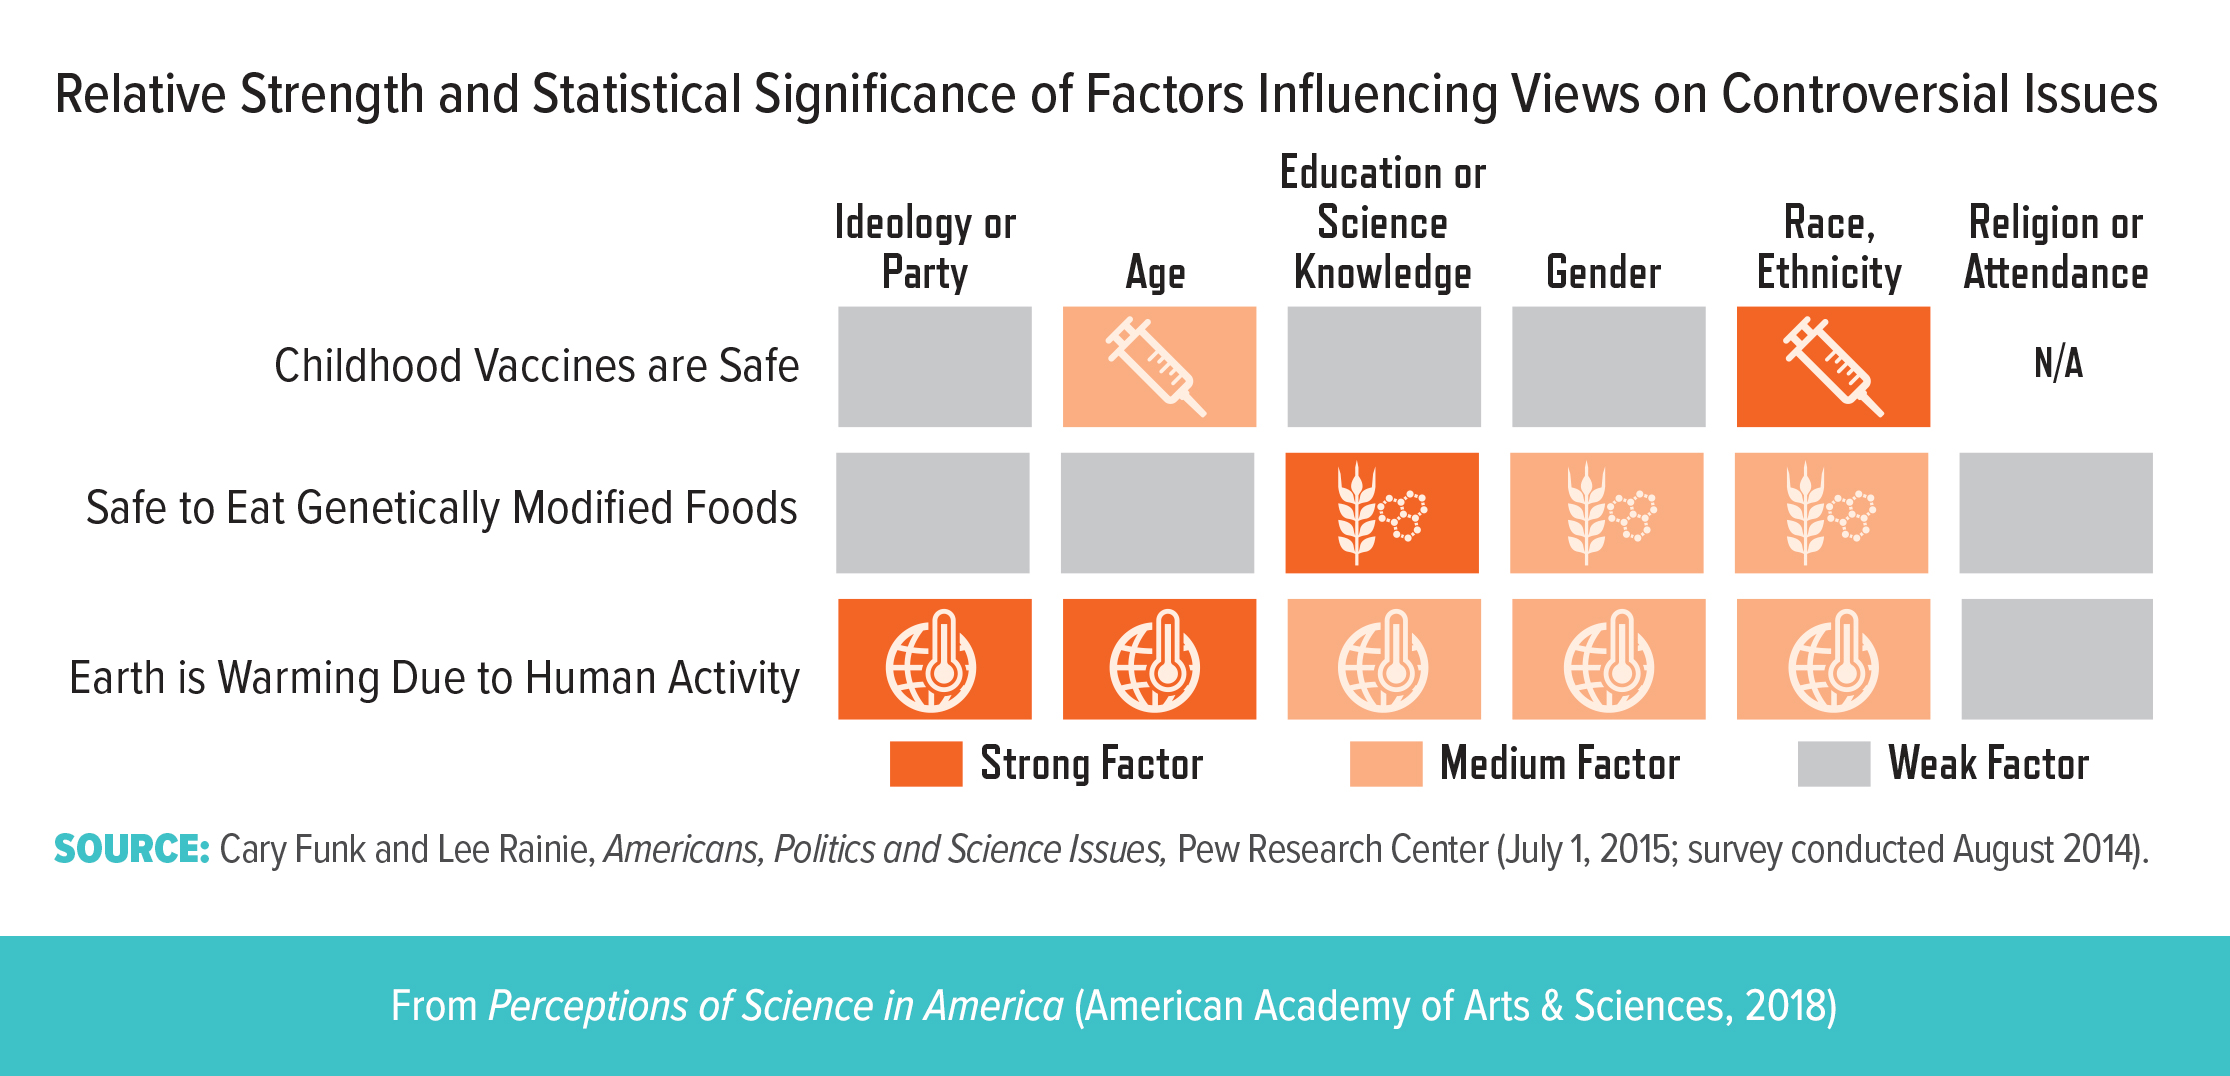 Relative Strength and Statistical Significance of Factors Influencing Views on Controversial Issues
Ideology or
Party
Age
Education or
Science
Knowledge
Gender
Race,
Ethnicity
Religion or
Attendance
Childhood Vaccines are Safe
N/A
Safe to Eat Genetically Modified Foods
Earth is Warming Due to Human Activity
Strong Factor
Medium Factor
Weak Factor
SOURCE: Cary Funk and Lee Rainie, Americans, Politics and Science Issues, Pew Research Center (July 1, 2015; survey conducted August 2014).
From Perceptions of Science in America (American Academy of Arts & Sciences, 2018)